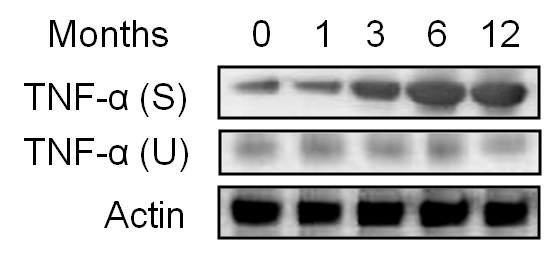 Months 0 1 3 6 12
TNF-α (S)
TNF-α (U)
Actin